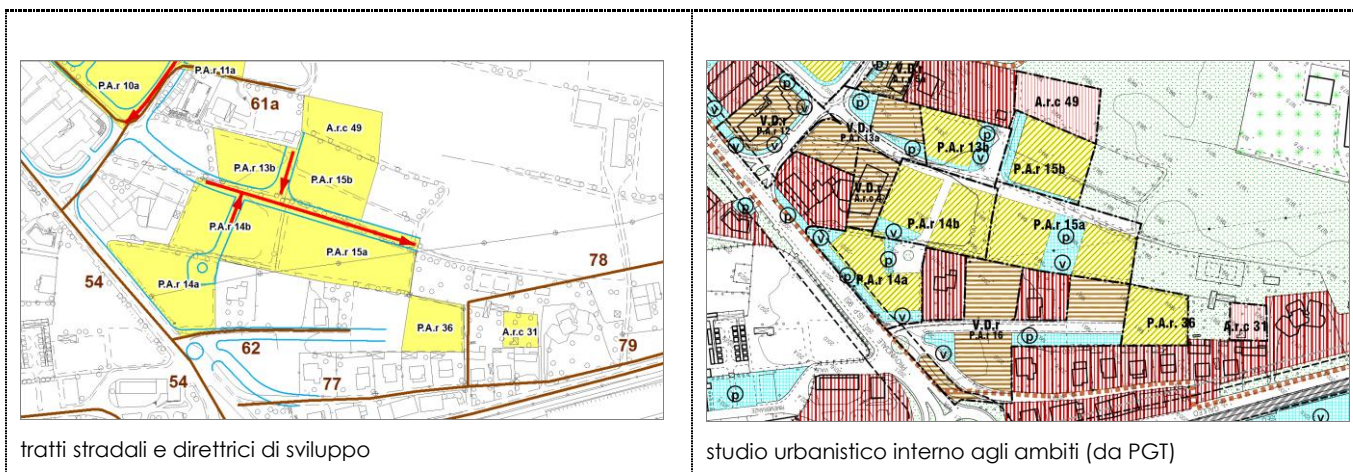 P.A.r 11a
P.A.r 10a
61a
A.r.c 49
P.A.r 13b
P.A.r 15b
P.A.r 14b
P.A.r 15a
P.A.r 14a
54
62
54
77
P.A.r 36
A.r.c 31
78
79
tratti stradali e direttrici di sviluppo
p
V.D.r
v
p
V.D.r
P.A.r 12
v
v
p
V.D.r
P.A.r 13a
p
P.A.r 13b
p
v
A.r.c 49
P.A.r 15b
V.D.r
p
p
P.A.r 14b
v
P.A.r 15a
p
v
v
p
p
P.A.r 14a
v
V.D.r
P.A.r 16
p
v
P.A.r 36
A.r.c 31
p
v
studio urbanistico interno agli ambiti (da PGT)